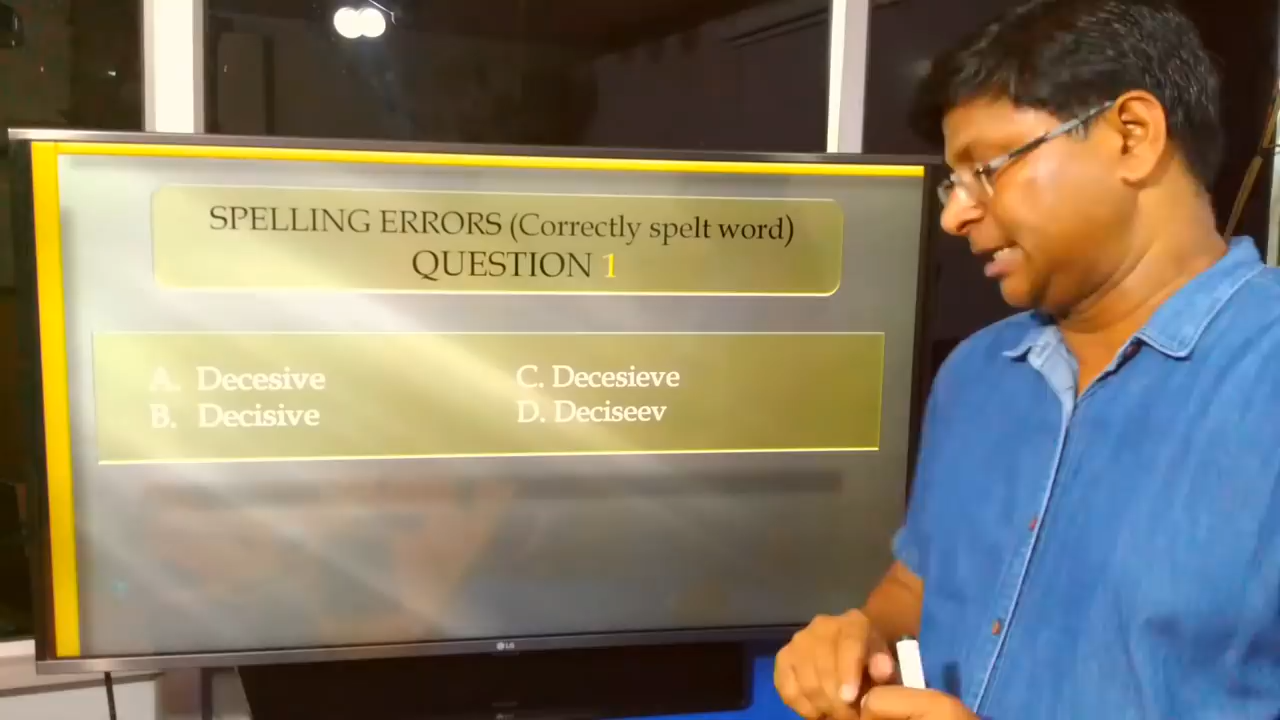 SPELLING ERRORS (Correctly spelt word)
QUESTION 1
A. Decesive
B. Decisive
C. Decesieve
D. Deciseev
LG